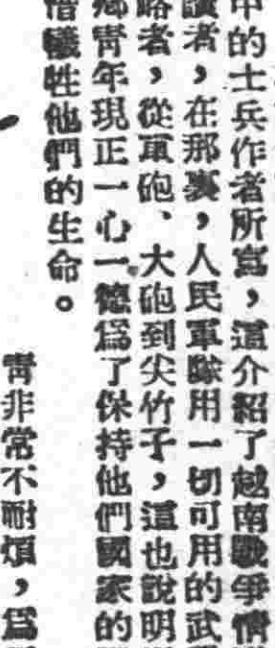 中的士兵作者所寫，這介紹了越南戰爭情
讀者，在那裏，人民軍隊用一切可用的武
略者，從軍砲、大砲到尖竹子，這也說明
鄉青年現正一心一德爲了保持他們國家的
惜犧牲他們的生命。
青非常不耐煩，爲